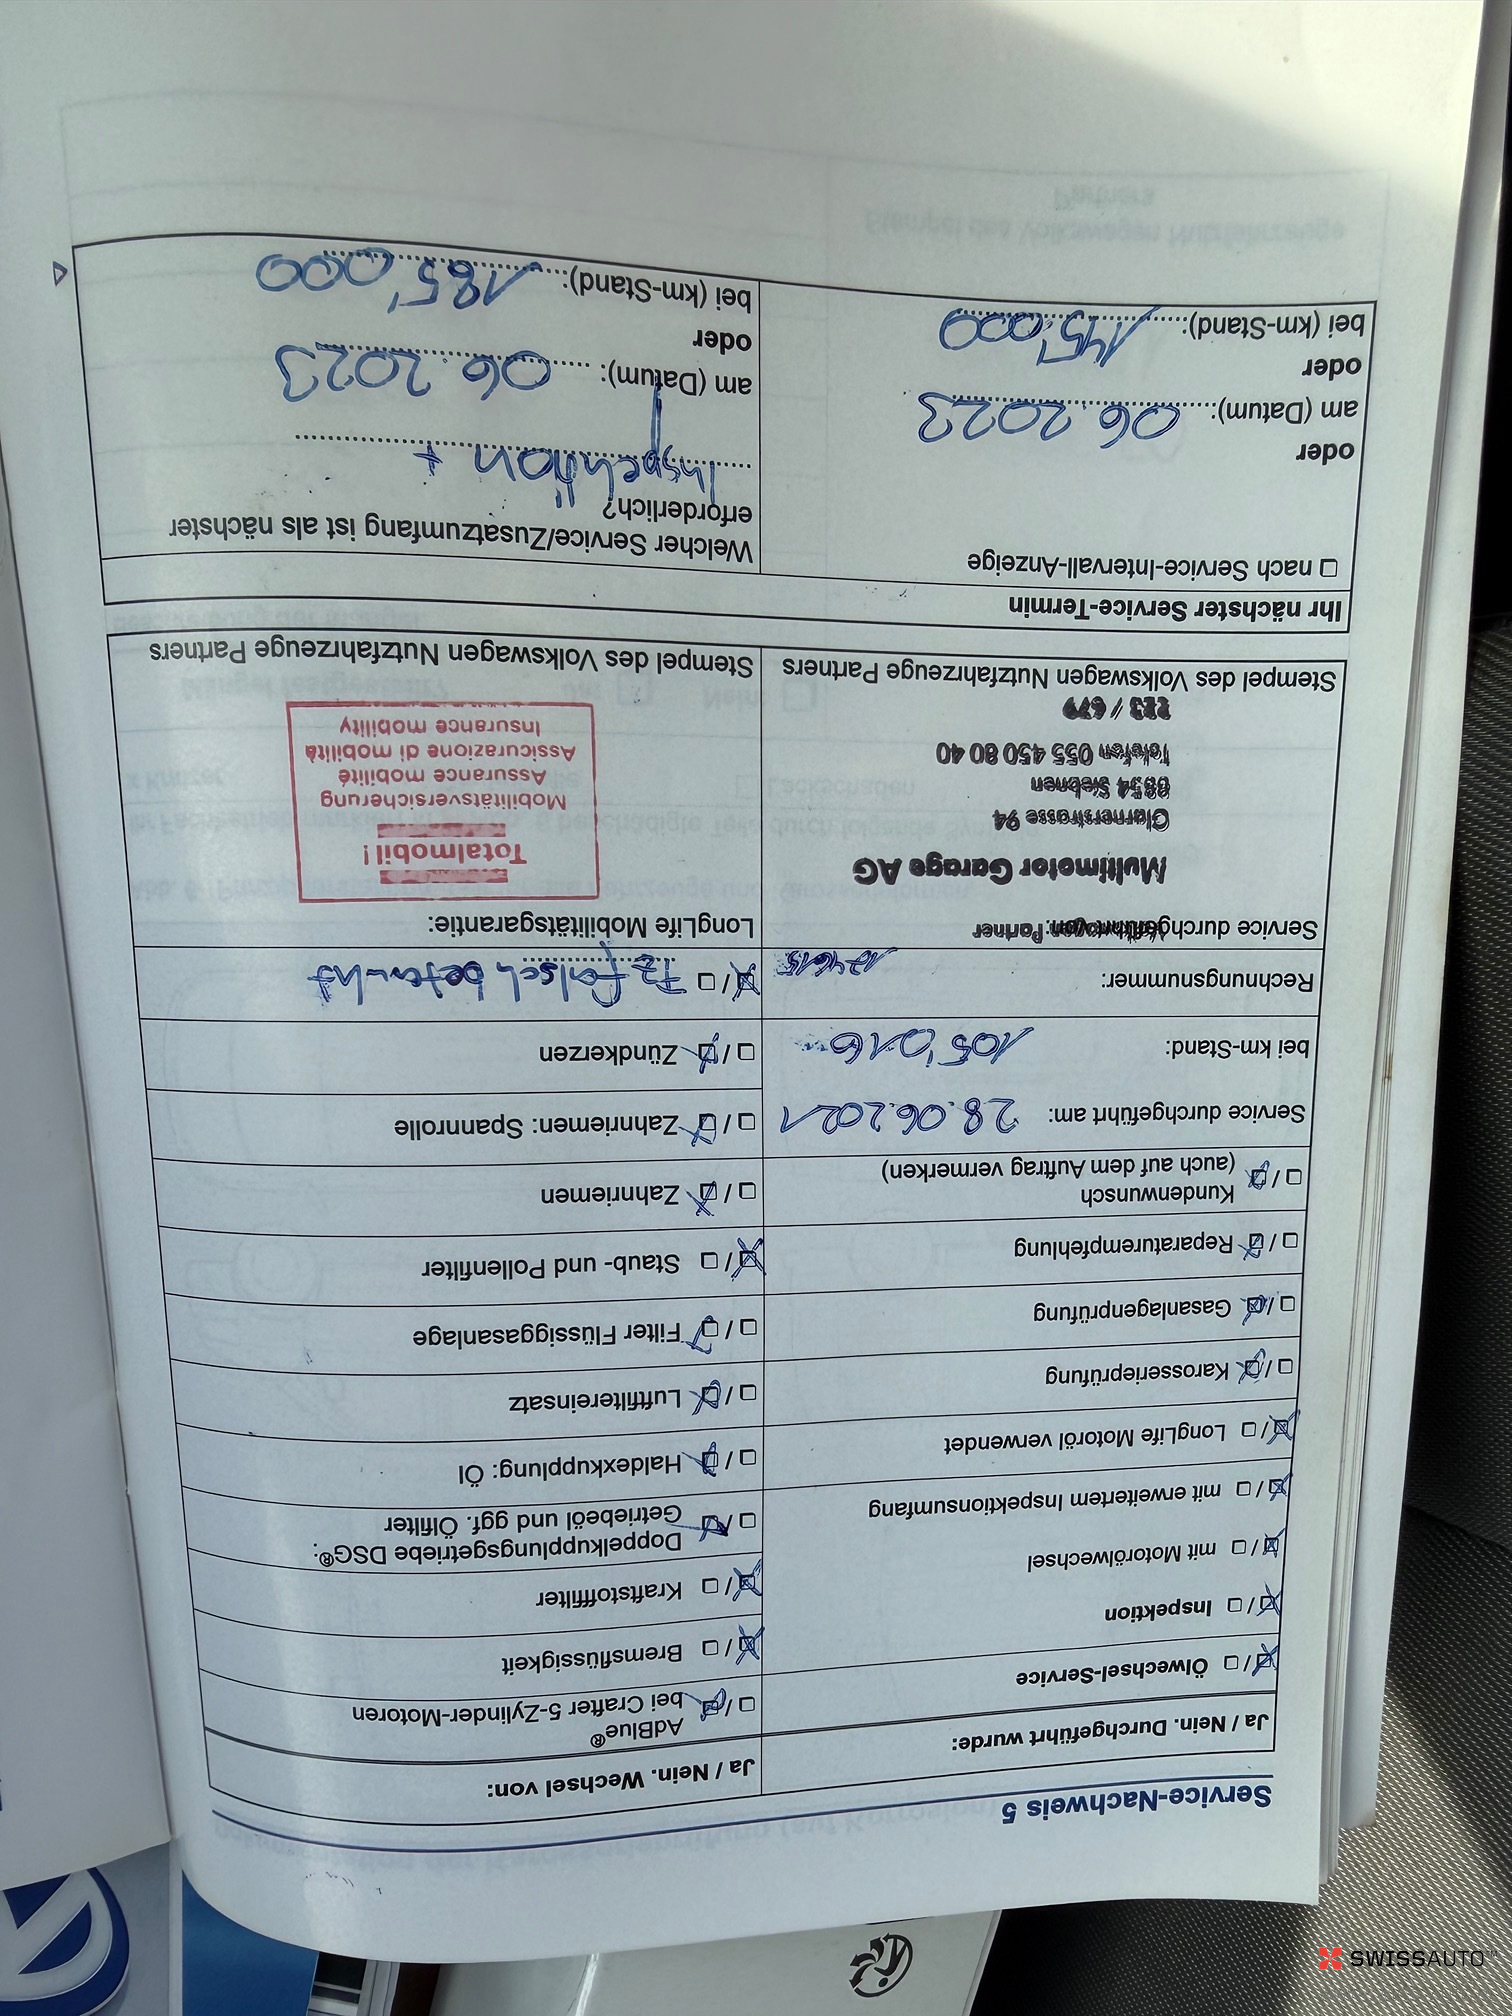 Service-Nachweis 5
Ja / Nein. Durchgeführt wurde:
Ölwechsel-Service
Inspektion
mit Motorölwechsel
mit erweitertem Inspektionsumfang
LongLife Motoröl verwendet
Karosserieprüfung
Gasanlagenprüfung
Reparaturempfehlung
Kundenwunsch
(auch auf dem Auftrag vermerken)
Service durchgeführt am: 28.06.2021
bei km-Stand: 105'016
Rechnungsnummer:
Service durchgeführt von:
Partner
Multimotor Garage AG
Glarnerstrasse 94
8854 Siebnen
Telefon 055 450 80 40
Stempel des Volkswagen Nutzfahrzeuge Partners
Ja / Nein. Wechsel von:
AdBlue®
bei Crafter 5-Zylinder-Motoren
Bremsflüssigkeit
Kraftstofffilter
Doppelkupplungsgetriebe DSG®:
Getriebeöl und ggf. Ölfilter
Haldexkupplung: Öl
Luftfiltereinsatz
Filter Flüssiggasanlage
Staub- und Pollenfilter
Zahnriemen
Zahnriemen: Spannrolle
Zündkerzen
falsch
LongLife Mobilitätsgarantie:
Totalmobil!
Mobilitätsversicherung
Assurance mobilité
Assicurazione di mobilità
Insurance mobility
Stempel des Volkswagen Nutzfahrzeuge Partners
Ihr nächster Service-Termin
nach Service-Intervall-Anzeige
oder
am (Datum): 06.2023
oder
bei (km-Stand): 145'000
Welcher Service/Zusatzumfang ist als nächster
erforderlich?
Inspektion +
am (Datum): 06.2023
oder
bei (km-Stand): 185'000
SWISSAUTO